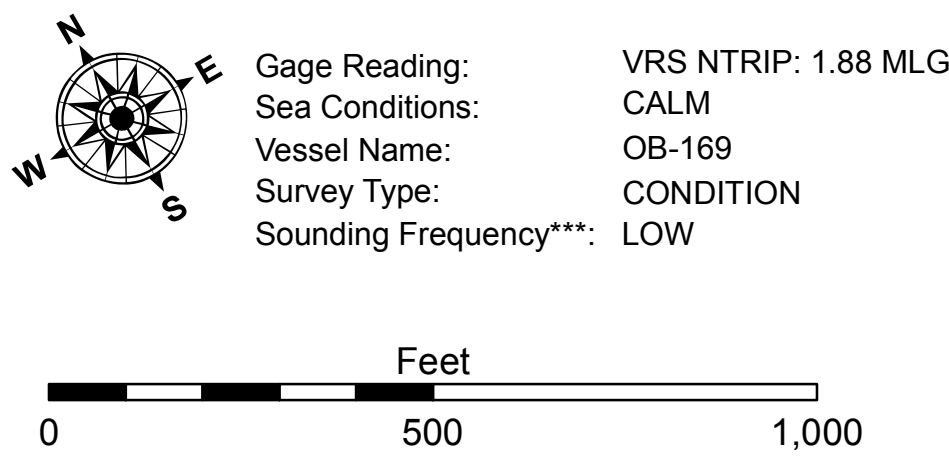 N
E
W
S
Gage Reading: VRS NTRIP: 1.88 MLG
Sea Conditions: CALM
Vessel Name: OB-169
Survey Type: CONDITION
Sounding Frequency***: LOW
Feet
0 500 1,000